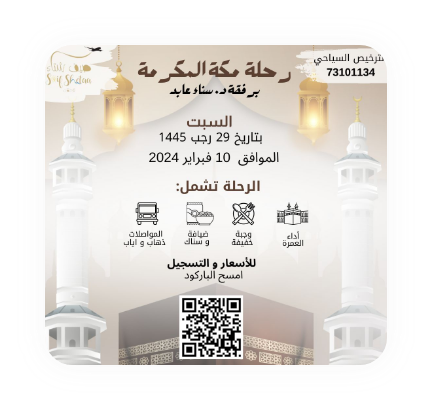 الترخيص السياحي
73101134
رحلة مكة المكرمة
برفقة د. سناء عابد
السبت
بتاريخ 29 رجب 1445
الموافق 10 فبراير 2024
الرحلة تشمل:
أداء العمرة
وجبة خفيفة
ضيافة و سناك
المواصلات ذهاب و اياب
للأسعار و التسجيل
امسح الباركود